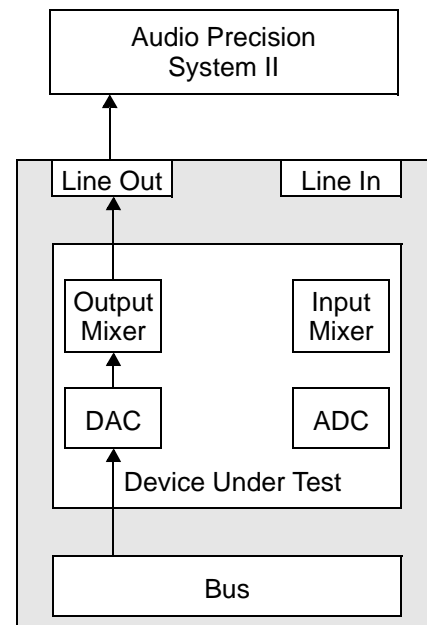 Audio Precision
System II
Line Out
Line In
Output
Mixer
Input
Mixer
DAC
ADC
Device Under Test
Bus